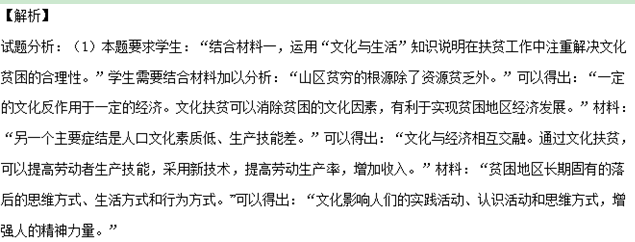 【解析】
试题分析：（1）本题要求学生：“结合材料一，运用“文化与生活”知识说明在扶贫工作中注重解决文化
贫困的合理性。”学生需要结合材料加以分析：“山区贫穷的根源除了资源贫乏外。”可以得出：“一定
的文化反作用于一定的经济。文化扶贫可以消除贫困的文化因素，有利于实现贫困地区经济发展。”材料：
“另一个主要症结是人口文化素质低、生产技能差。”可以得出：“文化与经济相互交融。通过文化扶贫，
可以提高劳动者生产技能，采用新技术，提高劳动生产率，增加收入。”材料：“贫困地区长期固有的落
后的思维方式、生活方式和行为方式。”可以得出：“文化影响人们的实践活动、认识活动和思维方式，增
强人的精神力量。”